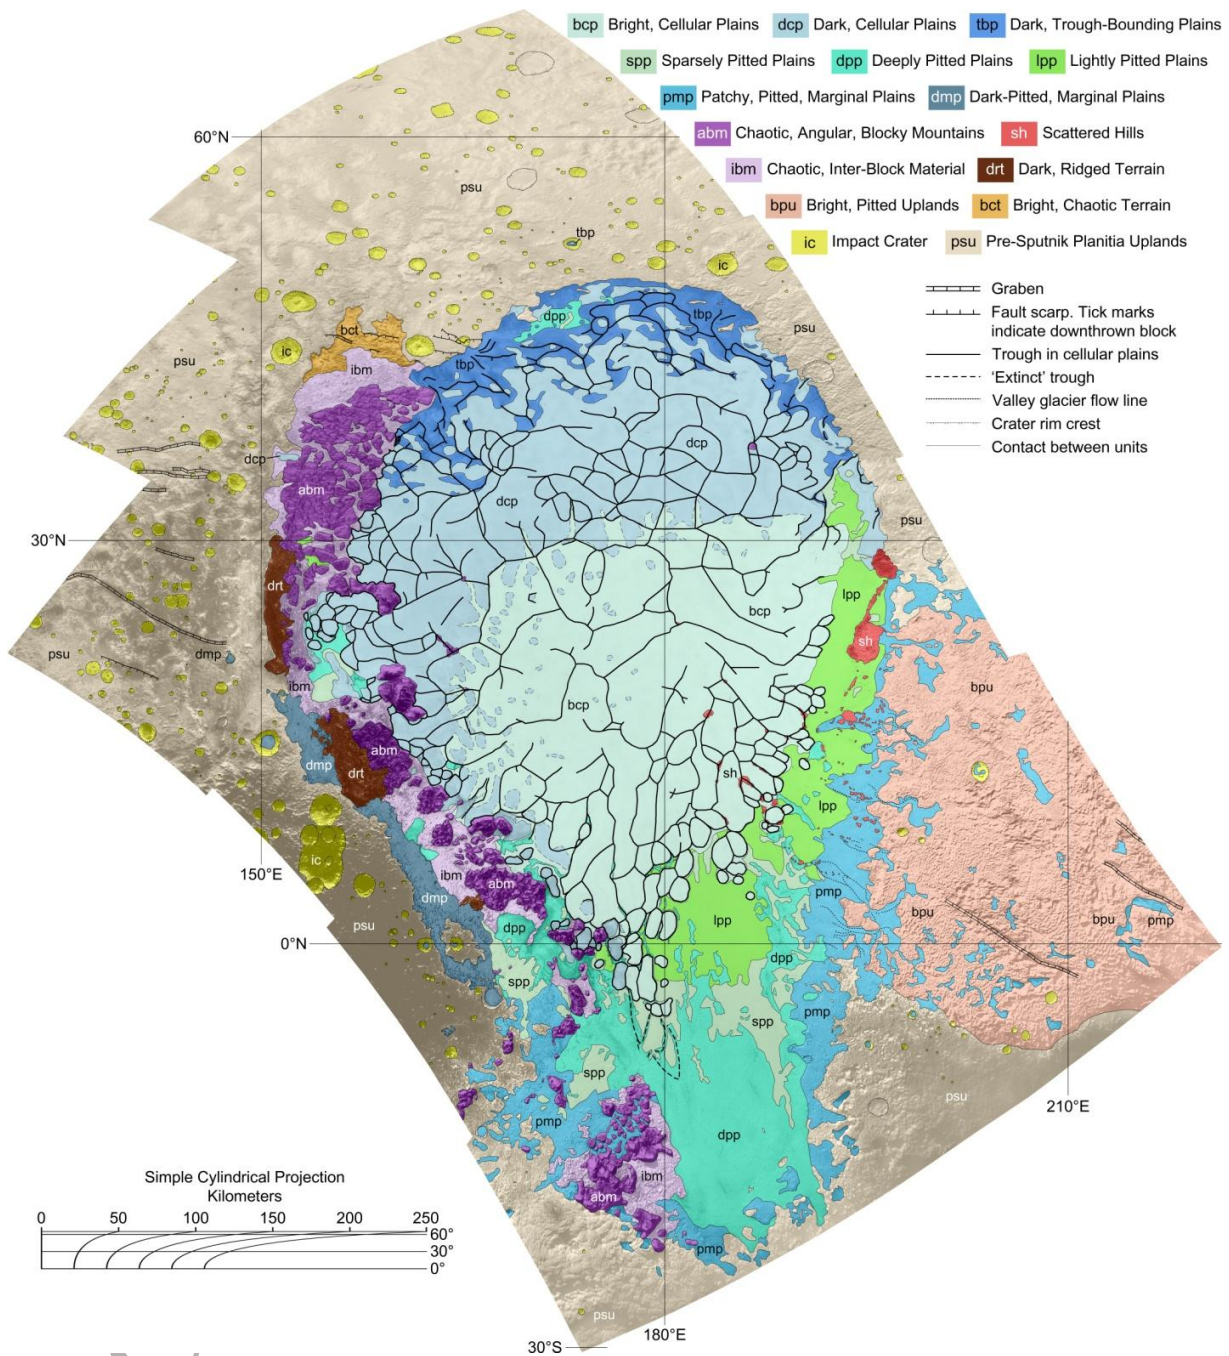 bcp Bright, Cellular Plains dcp Dark, Cellular Plains tbp Dark, Trough-Bounding Plains
spp Sparsely Pitted Plains dpp Deeply Pitted Plains lpp Lightly Pitted Plains
pmp Patchy, Pitted, Marginal Plains dmp Dark-Pitted, Marginal Plains
abm Chaotic, Angular, Blocky Mountains sh Scattered Hills
ibm Chaotic, Inter-Block Material drt Dark, Ridged Terrain
bpu Bright, Pitted Uplands bct Bright, Chaotic Terrain
ic Impact Crater psu Pre-Sputnik Planitia Uplands
Graben
Fault scarp. Tick marks
indicate downthrown block
Trough in cellular plains
'Extinct' trough
Valley glacier flow line
Crater rim crest
Contact between units
60°N
psu
tbp
ic
dpp
tbp
psu
bct
ic
psu
ibm
tbp
dcp
dcp
abm
dcp
psu
30°N
drt
lpp
bcp
sh
psu
dmp
ibm
bpu
bcp
abm
dmp
drt
sh
lpp
ic
150°E
ibm
abm
dmp
pmp
psu
lpp
bpu
bpu
pmp
dpp
0°N
dpp
spp
spp
pmp
spp
psu
210°E
pmp
dpp
ibm
abm
pmp
psu
180°E
30°S
Simple Cylindrical Projection
Kilometers
0 50 100 150 200 250
60°
30°
0°